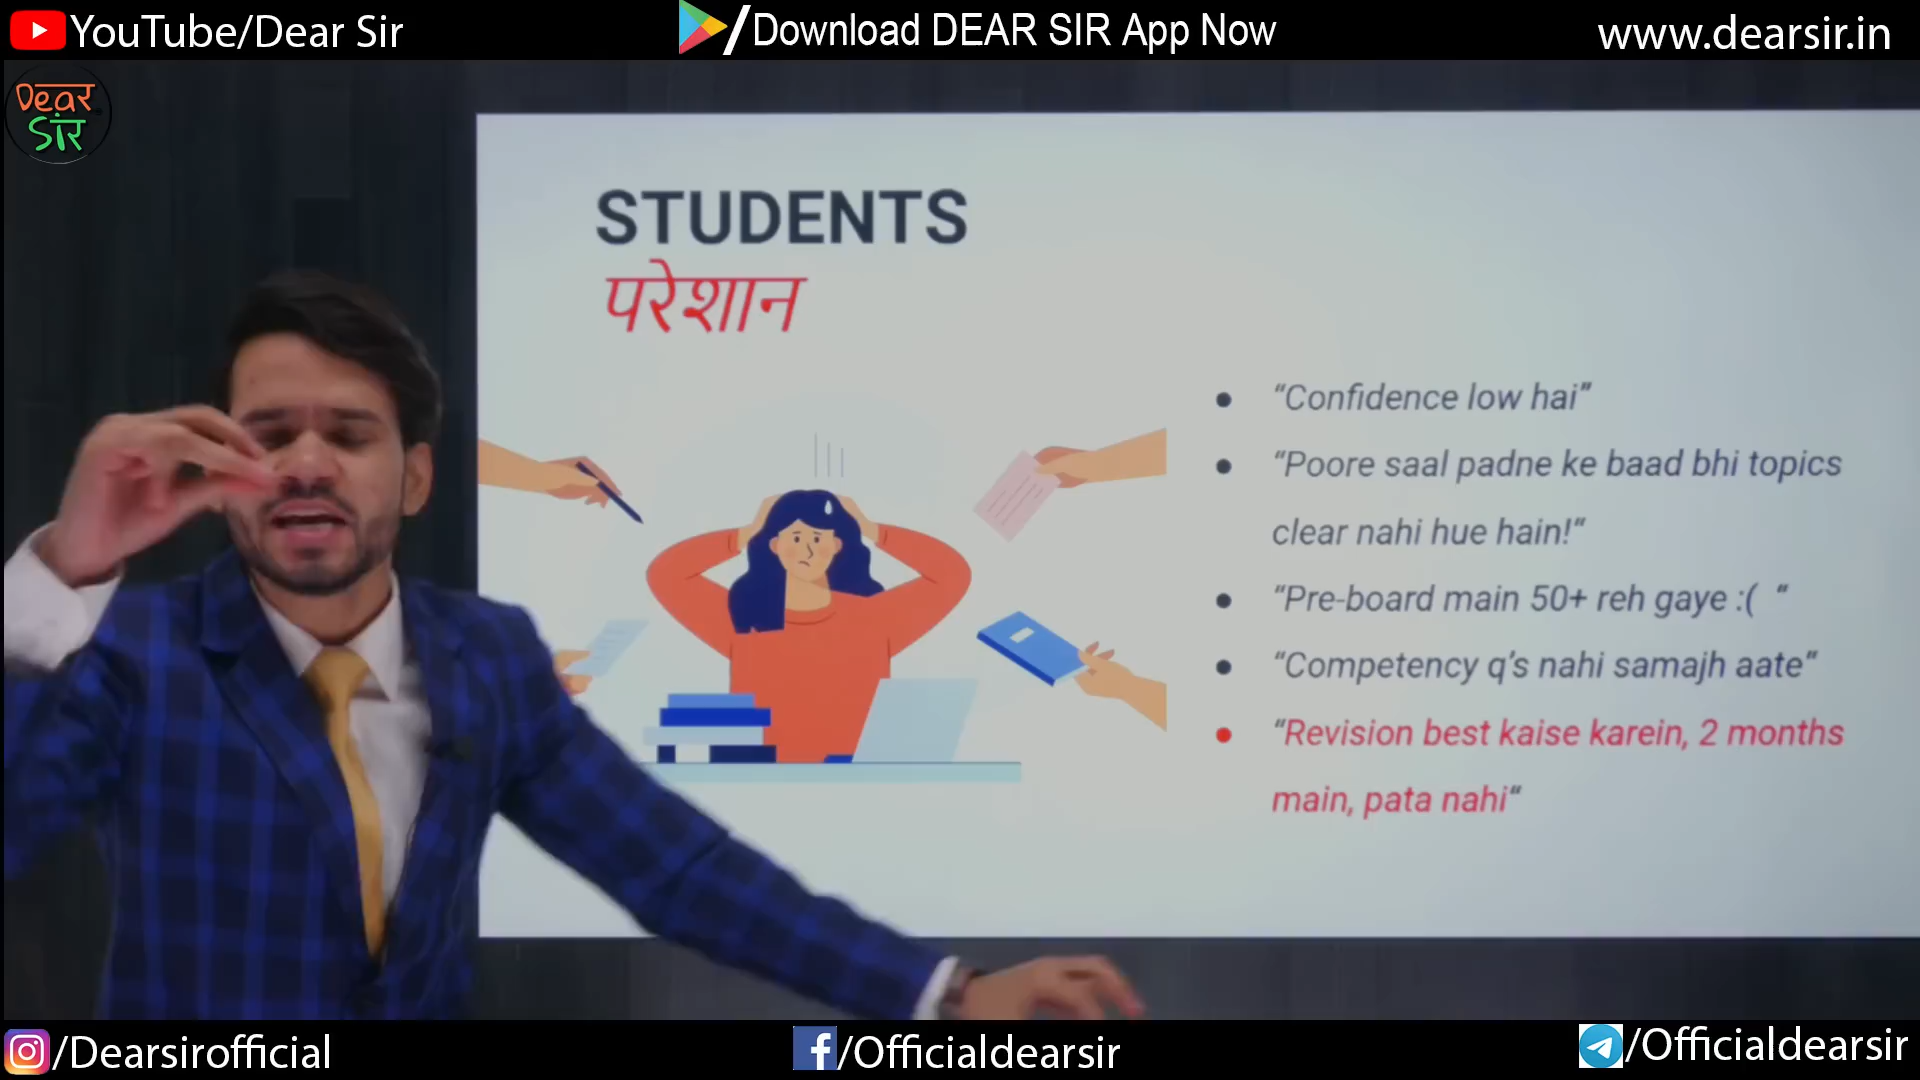 YouTube/Dear Sir
/Download DEAR SIR App Now
www.dearsir.in
Dear
Sir
STUDENTS
परेशान
● “Confidence low hai”
● “Poore saal padne ke baad bhi topics
clear nahi hue hain!“
● “Pre-board main 50+ reh gaye :( “
● “Competency q’s nahi samajh aate“
● “Revision best kaise karein, 2 months
main, pata nahi“
/Dearsirofficial
/Officialdearsir
/Officialdearsir